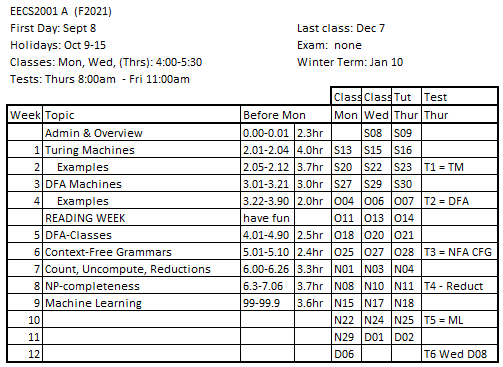 EECS2001 A  (F2021)
First Day: Sept 8 Last class: Dec 7
Holidays: Oct 9-15 Exam:  none
Classes: Mon, Wed, (Thrs): 4:00-5:30 Winter Term: Jan 10
Tests: Thurs 8:00am  - Fri 11:00am
Class Class Tut Test
Week Topic Before Mon Mon Wed Thur Thur
Admin & Overview 0.00-0.01 2.3hr S08 S09
1 Turing Machines 2.01-2.04 4.0hr S13 S15 S16
2 Examples 2.05-2.12 3.7hr S20 S22 S23 T1 = TM
3 DFA Machines 3.01-3.21 3.0hr S27 S29 S30
4 Examples 3.22-3.90 2.0hr O04 O06 O07 T2 = DFA
READING WEEK have fun O11 O13 O14
5 DFA-Classes 4.01-4.90 2.5hr O18 O20 O21
6 Context-Free Grammars 5.01-5.10 2.4hr O25 O27 O28 T3 = NFA CFG
7 Count, Uncompute, Reductions 6.00-6.26 3.3hr N01 N03 N04
8 NP-completeness 6.3-7.06 3.7hr N08 N10 N11 T4 - Reduct
9 Machine Learning 99-99.9 3.6hr N15 N17 N18
10 N22 N24 N25 T5 = ML
11 N29 D01 D02
12 D06 T6 Wed D08